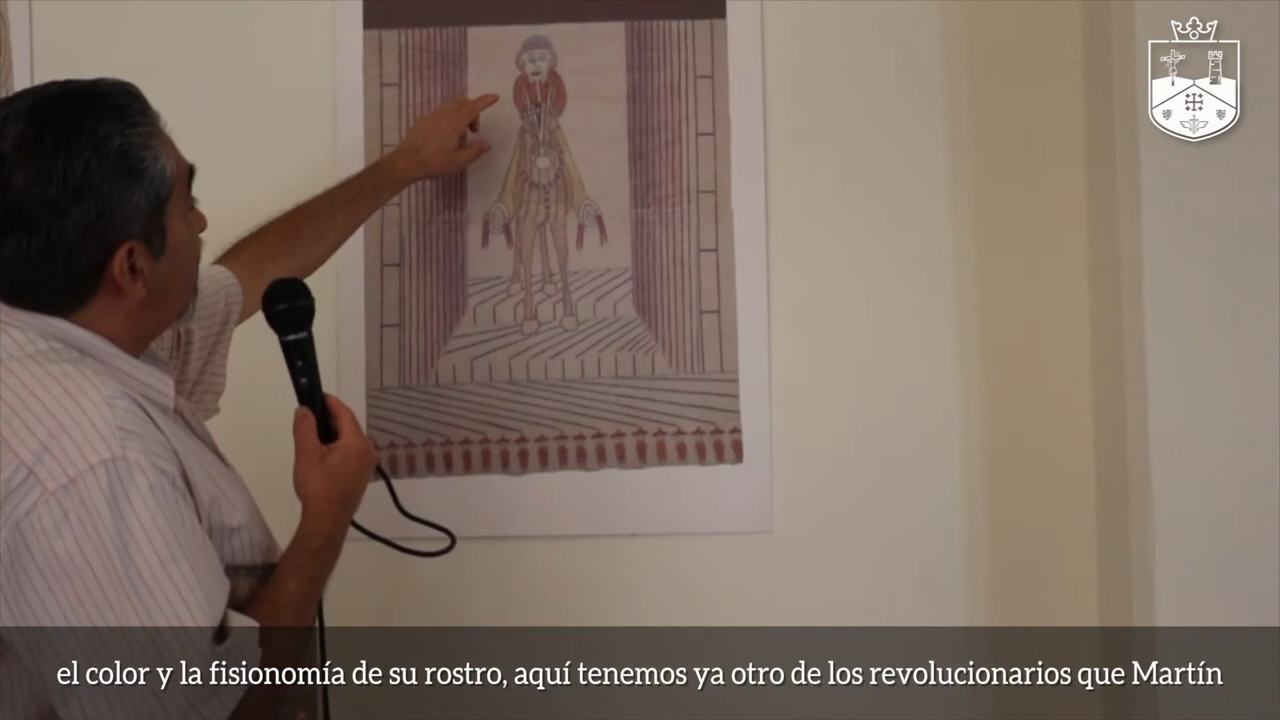 el color y la fisionomía de su rostro, aquí tenemos ya otro de los revolucionarios que Martín